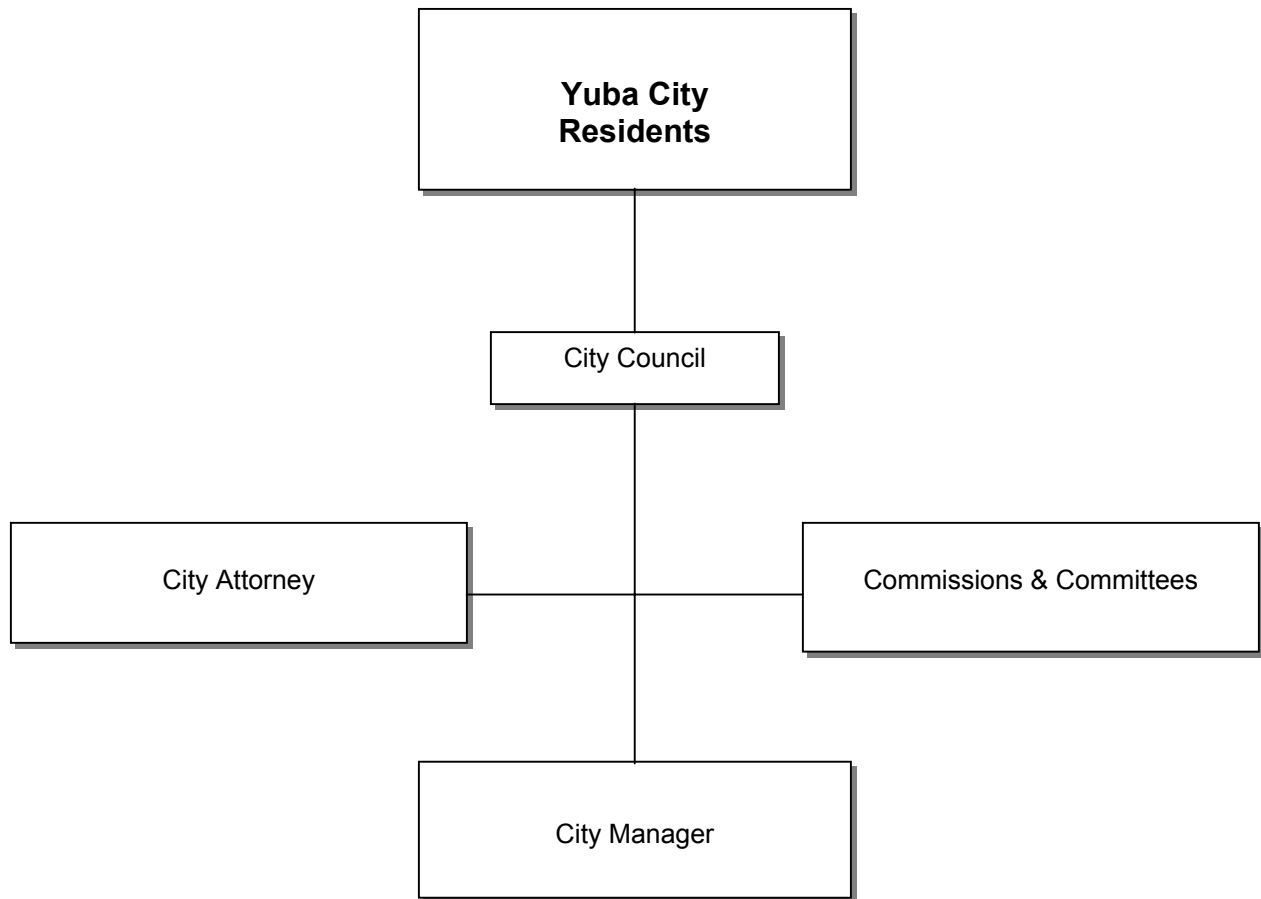 Yuba City
Residents
City Council
City Attorney
Commissions & Committees
City Manager